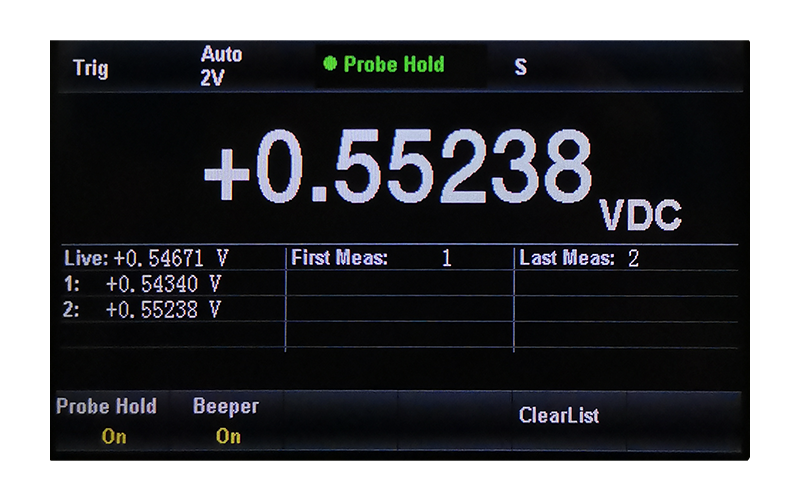 Trig Auto 2V Probe Hold S
+0.55238 VDC
Live: +0.54671 V First Meas: 1 Last Meas: 2
1: +0.54340 V
2: +0.55238 V
Probe Hold Beeper ClearList
On On